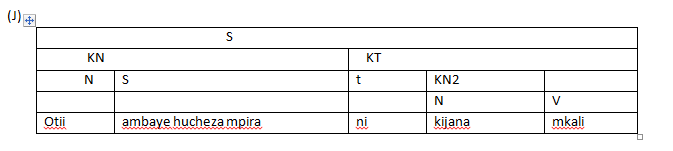 (J)
S
KN KT
N S t KN2
N V
Otii ambaye hucheza mpira ni kijana mkali